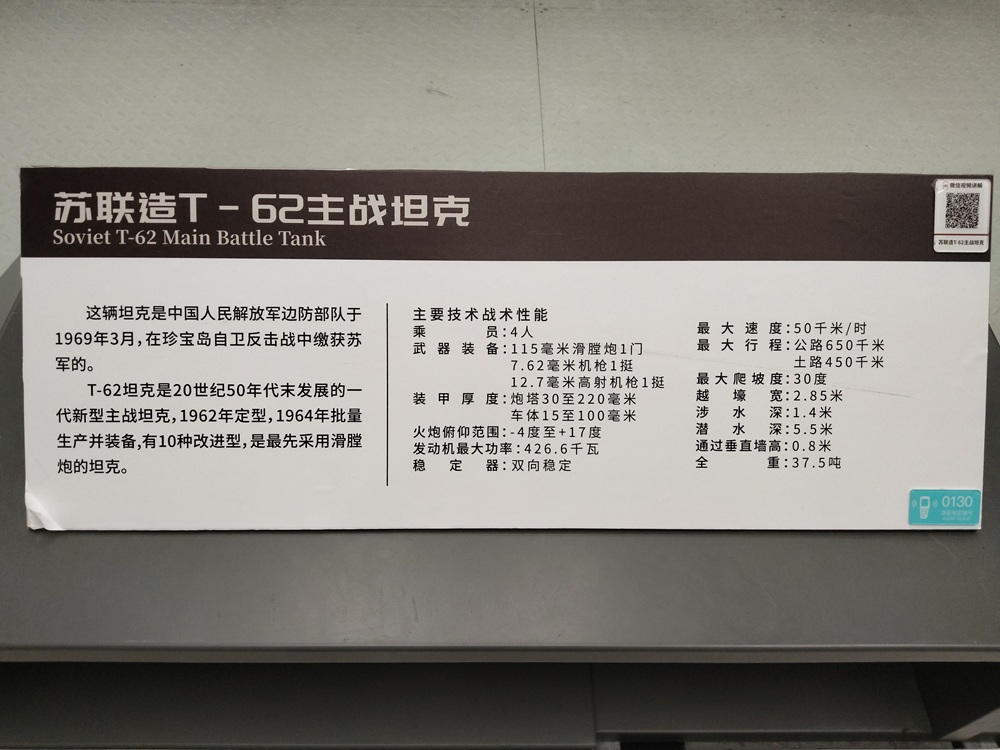 苏联造T-62主战坦克
Soviet T-62 Main Battle Tank
微信视频讲解
苏联造T-62主战坦克
这辆坦克是中国人民解放军边防部队于
1969年3月,在珍宝岛自卫反击战中缴获苏
军的。
T-62坦克是20世纪50年代末发展的一
代新型主战坦克,1962年定型,1964年批量
生产并装备,有10种改进型,是最先采用滑膛
炮的坦克。
主要技术战术性能
乘员:4人
武器装备:115毫米滑膛炮1门
7.62毫米机枪1挺
12.7毫米高射机枪1挺
装甲厚度:炮塔30至220毫米
车体15至100毫米
火炮俯仰范围:-4度至+17度
发动机最大功率:426.6千瓦
稳定器:双向稳定
最大速度:50千米/时
最大行程:公路650千米
土路450千米
最大爬坡度:30度
越壕宽:2.85米
涉水深:1.4米
潜水深:5.5米
通过垂直墙高:0.8米
全重:37.5吨
0130